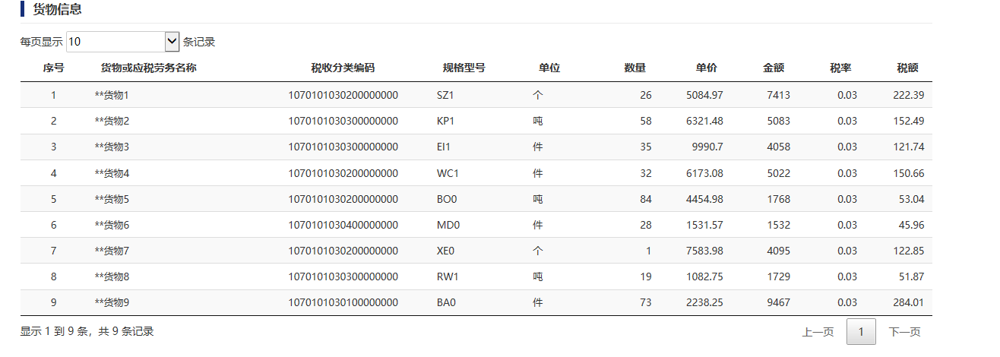 货物信息
每页显示 10 条记录
序号 货物或应税劳务名称 税收分类编码 规格型号 单位 数量 单价 金额 税率 税额
1 **货物1 1070101030200000000 SZ1 个 26 5084.97 7413 0.03 222.39
2 **货物2 1070101030300000000 KP1 吨 58 6321.48 5083 0.03 152.49
3 **货物3 1070101030300000000 EI1 件 35 9990.7 4058 0.03 121.74
4 **货物4 1070101030200000000 WC1 件 32 6173.08 5022 0.03 150.66
5 **货物5 1070101030200000000 BO0 吨 84 4454.98 1768 0.03 53.04
6 **货物6 1070101030400000000 MD0 件 28 1531.57 1532 0.03 45.96
7 **货物7 1070101030200000000 XE0 个 1 7583.98 4095 0.03 122.85
8 **货物8 1070101030300000000 RW1 吨 19 1082.75 1729 0.03 51.87
9 **货物9 1070101030100000000 BA0 件 73 2238.25 9467 0.03 284.01
显示 1 到 9 条，共 9 条记录 上一页 1 下一页